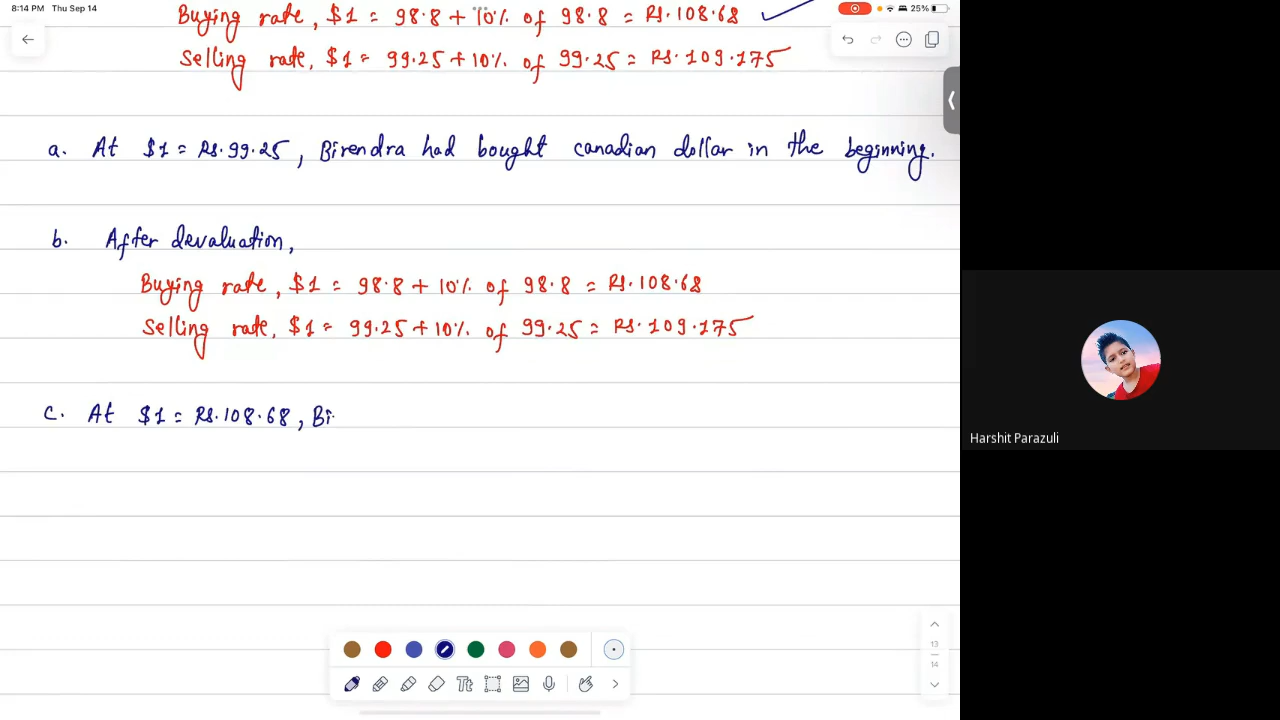 8:14 PM Thu Sep 14
25%
Buying rate, $1 = 98.8 + 10% of 98.8 = Rs.108.68
Selling rate, $1 = 99.25 + 10% of 99.25 = Rs.109.175
a. At $1 = Rs.99.25, Birendra had bought canadian dollar in the beginning.
b. After devaluation,
Buying rate, $1 = 98.8 + 10% of 98.8 = Rs.108.68
Selling rate, $1 = 99.25 + 10% of 99.25 = Rs.109.175
c. At $1 = Rs.108.68, Bi
Harshit Parazuli
13
14
Tt